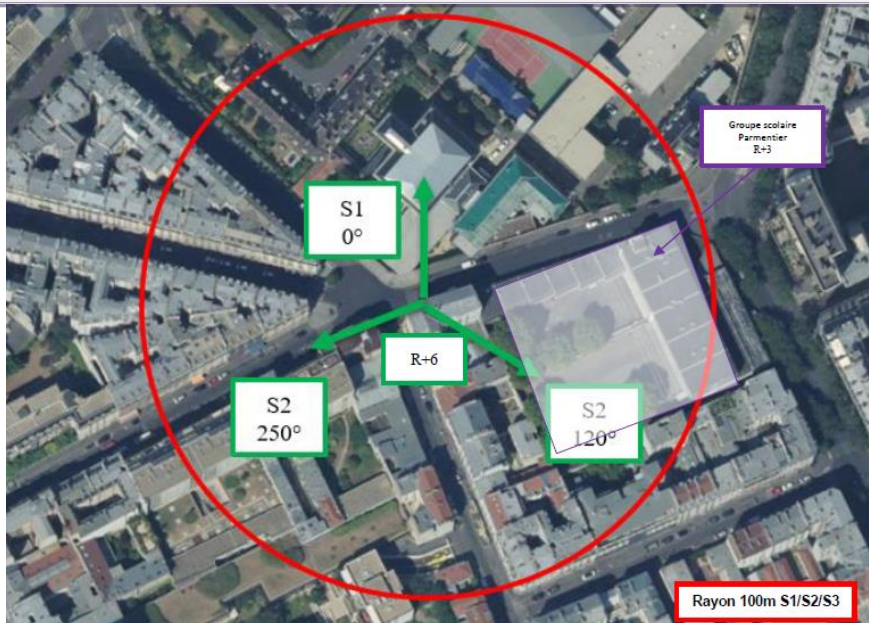 Groupe scolaire
Parmentier
R+3
S1
0°
R+6
S2
250°
S2
120°
Rayon 100m S1/S2/S3